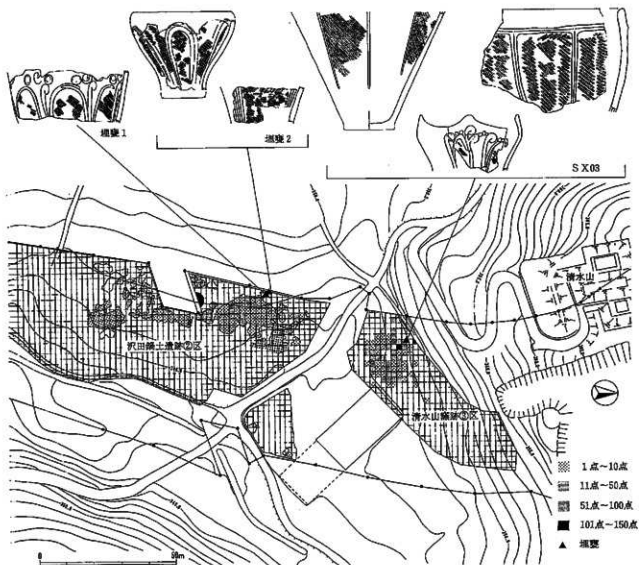 埋甕1
埋甕2
SX03
清水山
沢田鍋土遺跡②区
清水山窯跡②区
1点~10点
11点~50点
51点~100点
101点~150点
▲ 埋甕
0 50m